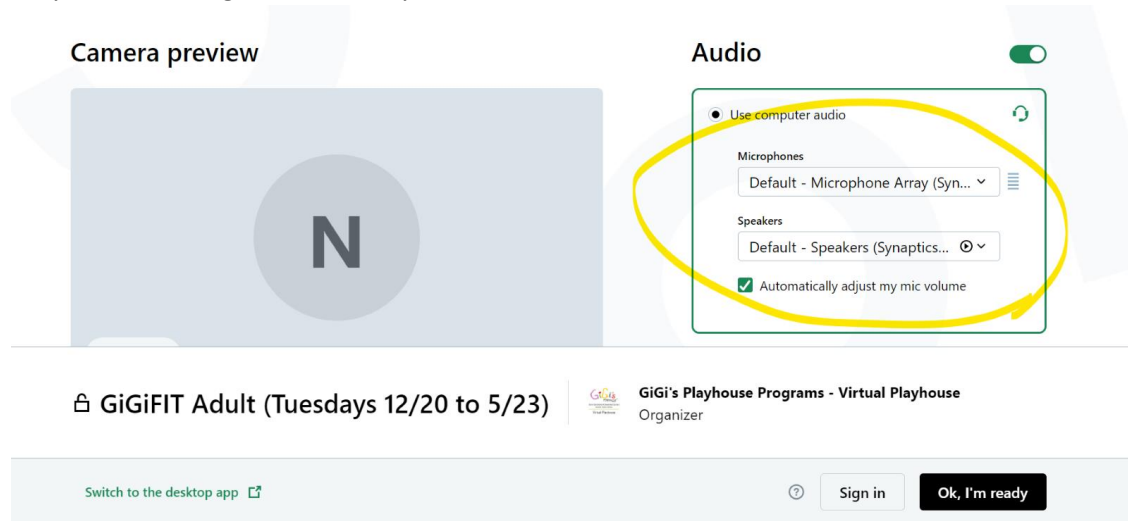 Camera preview
N
Audio
Use computer audio
Microphones
Default - Microphone Array (Syn...
Speakers
Default - Speakers (Synaptics...
Automatically adjust my mic volume
GiGiFIT Adult (Tuesdays 12/20 to 5/23)
GiGi's Playhouse Programs - Virtual Playhouse
Organizer
Switch to the desktop app
Sign in
Ok, I'm ready